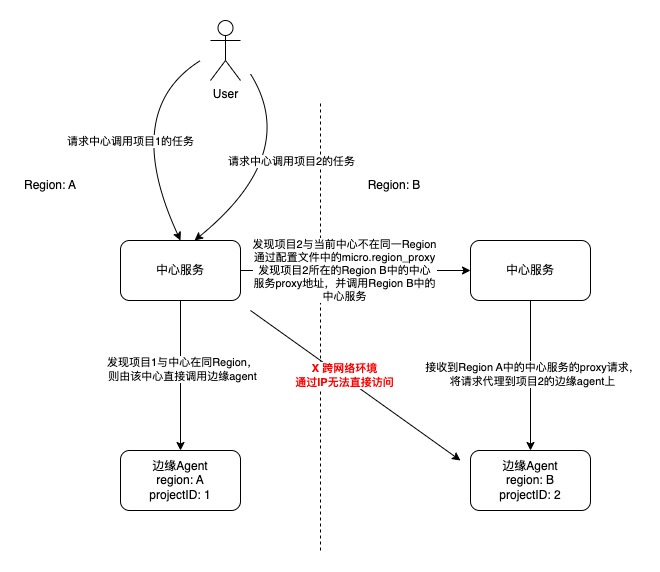 User
请求中心调用项目1的任务
请求中心调用项目2的任务
Region: A
Region: B
中心服务
发现项目2与当前中心不在同一Region
通过配置文件中的micro.region_proxy
发现项目2所在的Region B中的中心
服务proxy地址，并调用Region B中的
中心服务
中心服务
发现项目1与中心在同Region，
则由该中心直接调用边缘agent
X 跨网络环境
通过IP无法直接访问
接收到Region A中的中心服务的proxy请求，
将请求代理到项目2的边缘agent上
边缘Agent
region: A
projectID: 1
边缘Agent
region: B
projectID: 2